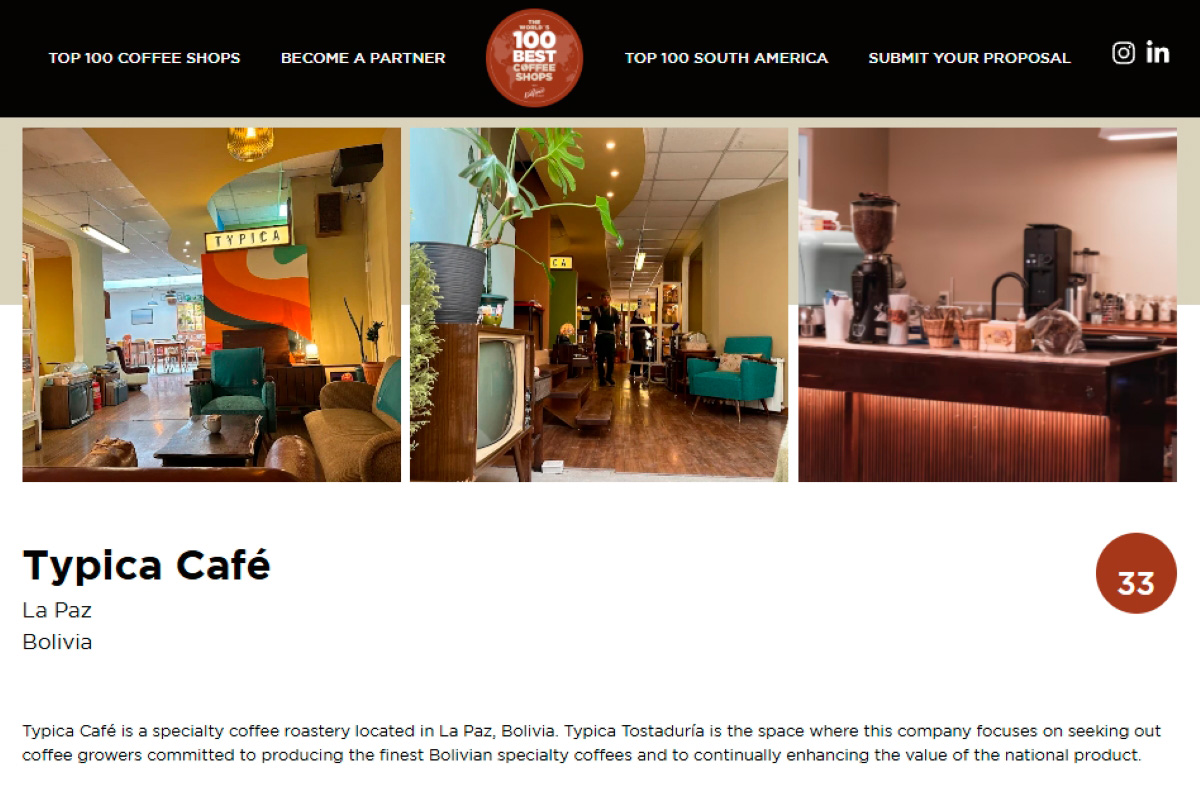 TOP 100 COFFEE SHOPS
BECOME A PARTNER
THE
WORLD'S
100
BEST
COFFEE
SHOPS
TOP 100 SOUTH AMERICA
SUBMIT YOUR PROPOSAL
in
TYPICA
CA
Typica Café
33
La Paz
Bolivia
Typica Café is a specialty coffee roastery located in La Paz, Bolivia. Typica Tostaduría is the space where this company focuses on seeking out
coffee growers committed to producing the finest Bolivian specialty coffees and to continually enhancing the value of the national product.